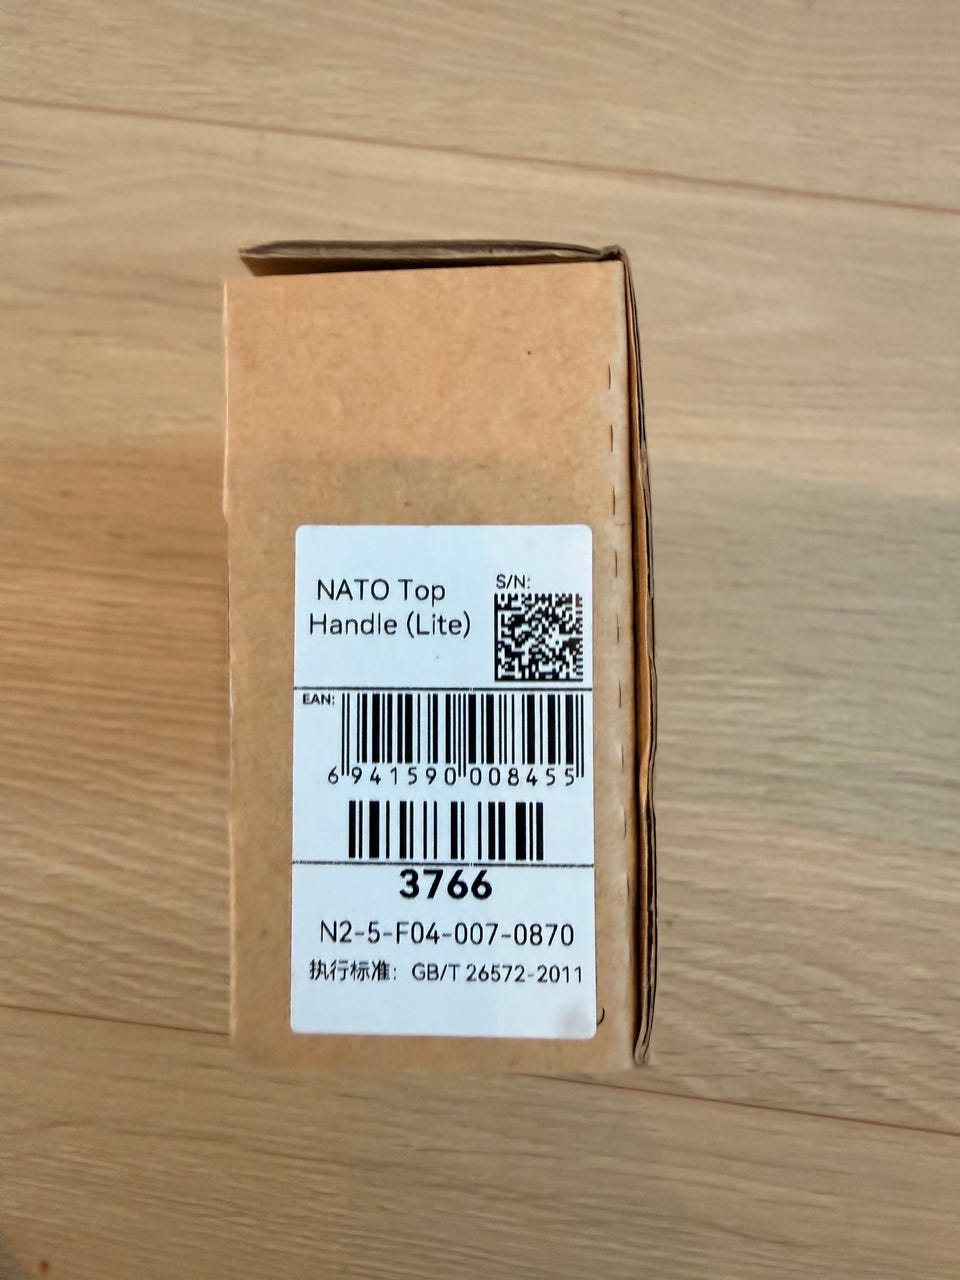 NATO Top
Handle (Lite)
S/N:
EAN:
6 941590 008455
3766
N2-5-F04-007-0870
执行标准：GB/T 26572-2011